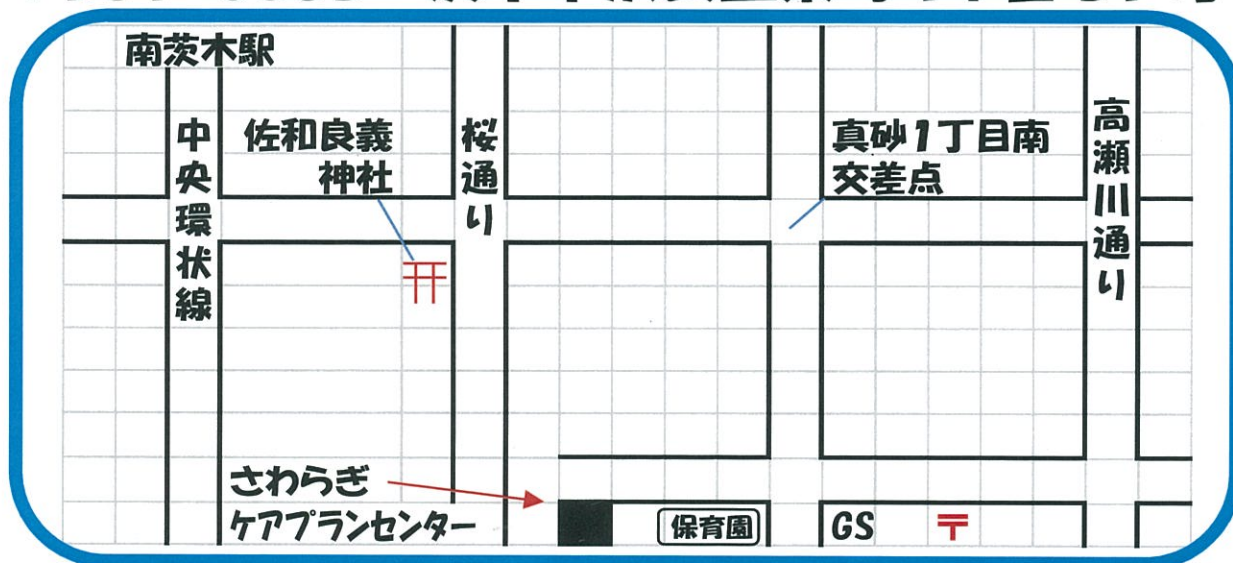 南茨木駅
中央環状線
佐和良義
神社
桜通り
真砂1丁目南
交差点
高瀬川通り
さわらぎ
ケアプランセンター
保育園
GS
〒